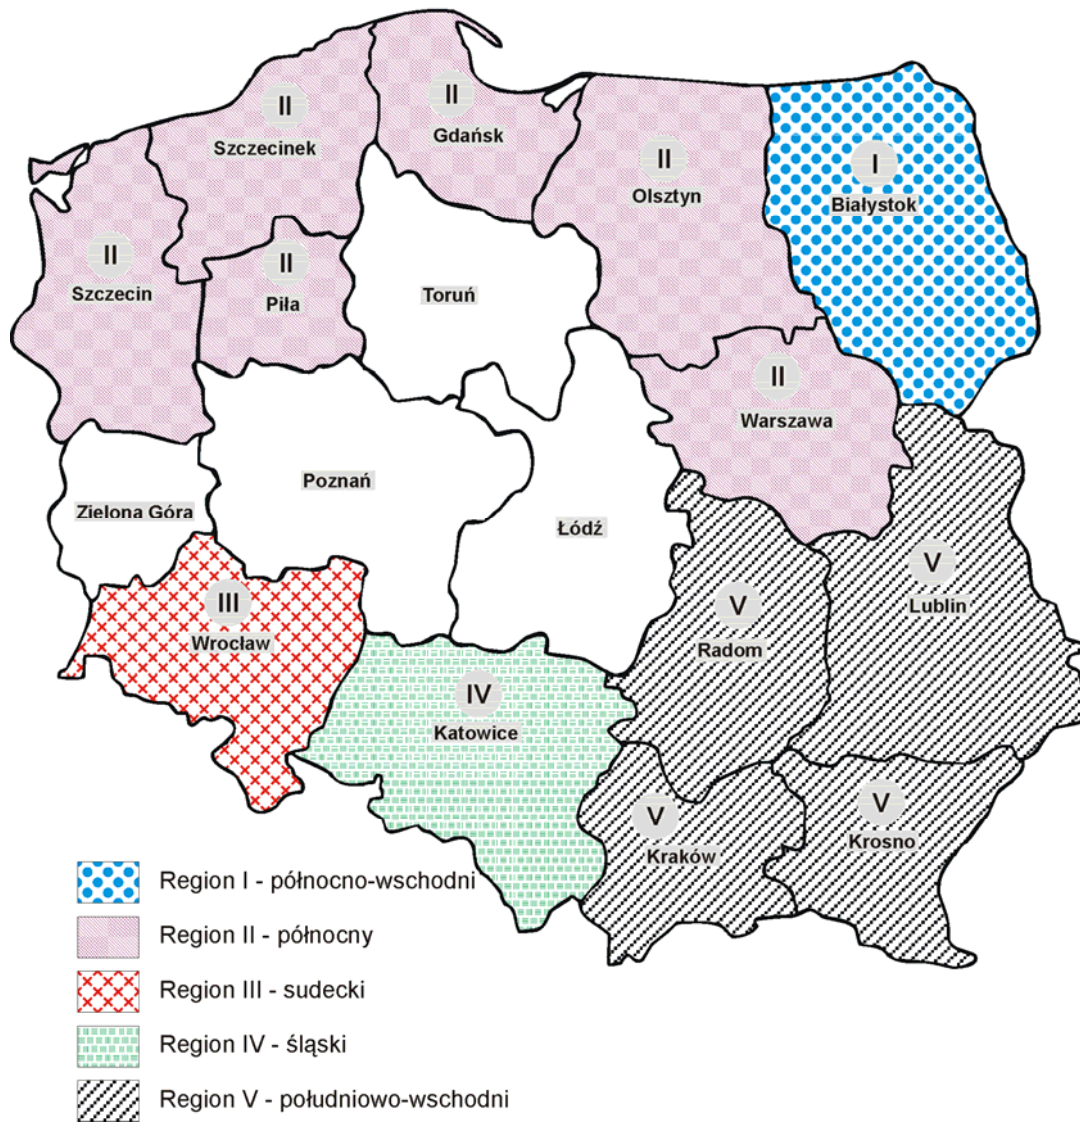 II
Szczecinek
II
Gdańsk
II
Olsztyn
I
Białystok
II
Szczecin
II
Piła
Toruń
II
Warszawa
Zielona Góra
Poznań
Łódź
III
Wrocław
V
Radom
V
Lublin
IV
Katowice
V
Kraków
V
Krosno
Region I - północno-wschodni
Region II - północny
Region III - sudecki
Region IV - śląski
Region V - południowo-wschodni